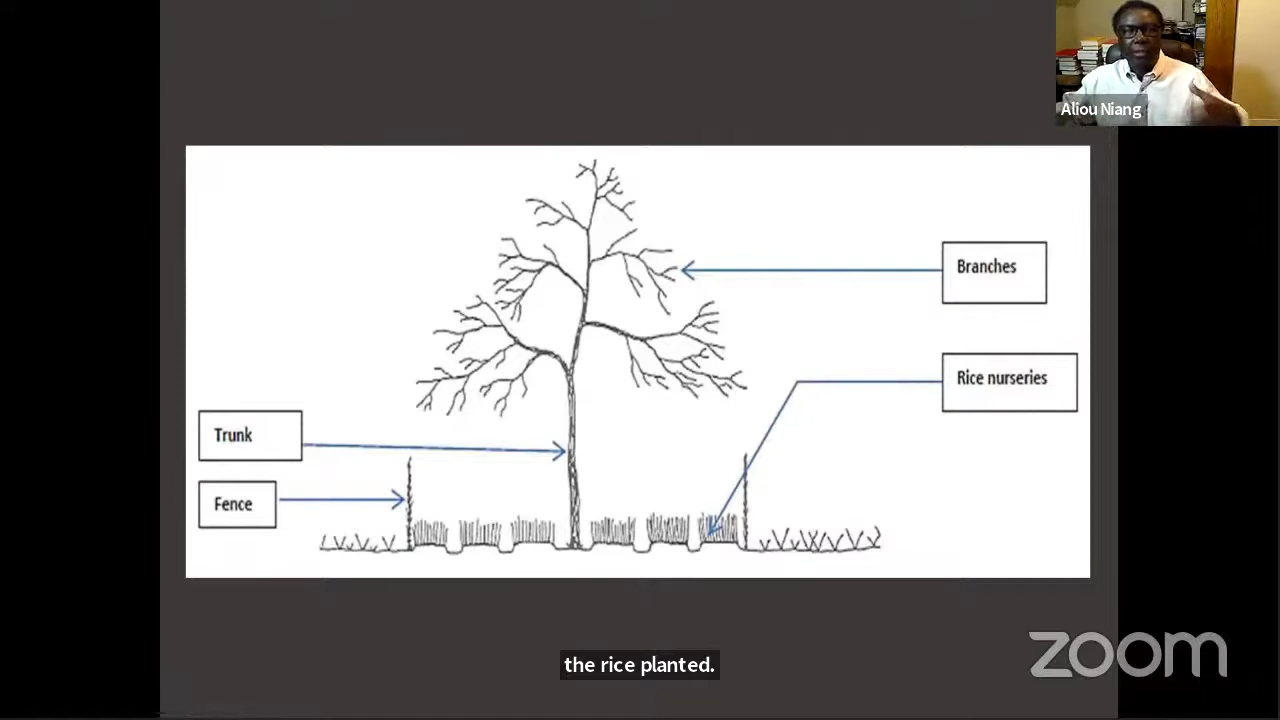 Aliou Niang
Branches
Rice nurseries
Trunk
Fence
the rice planted.
zoom